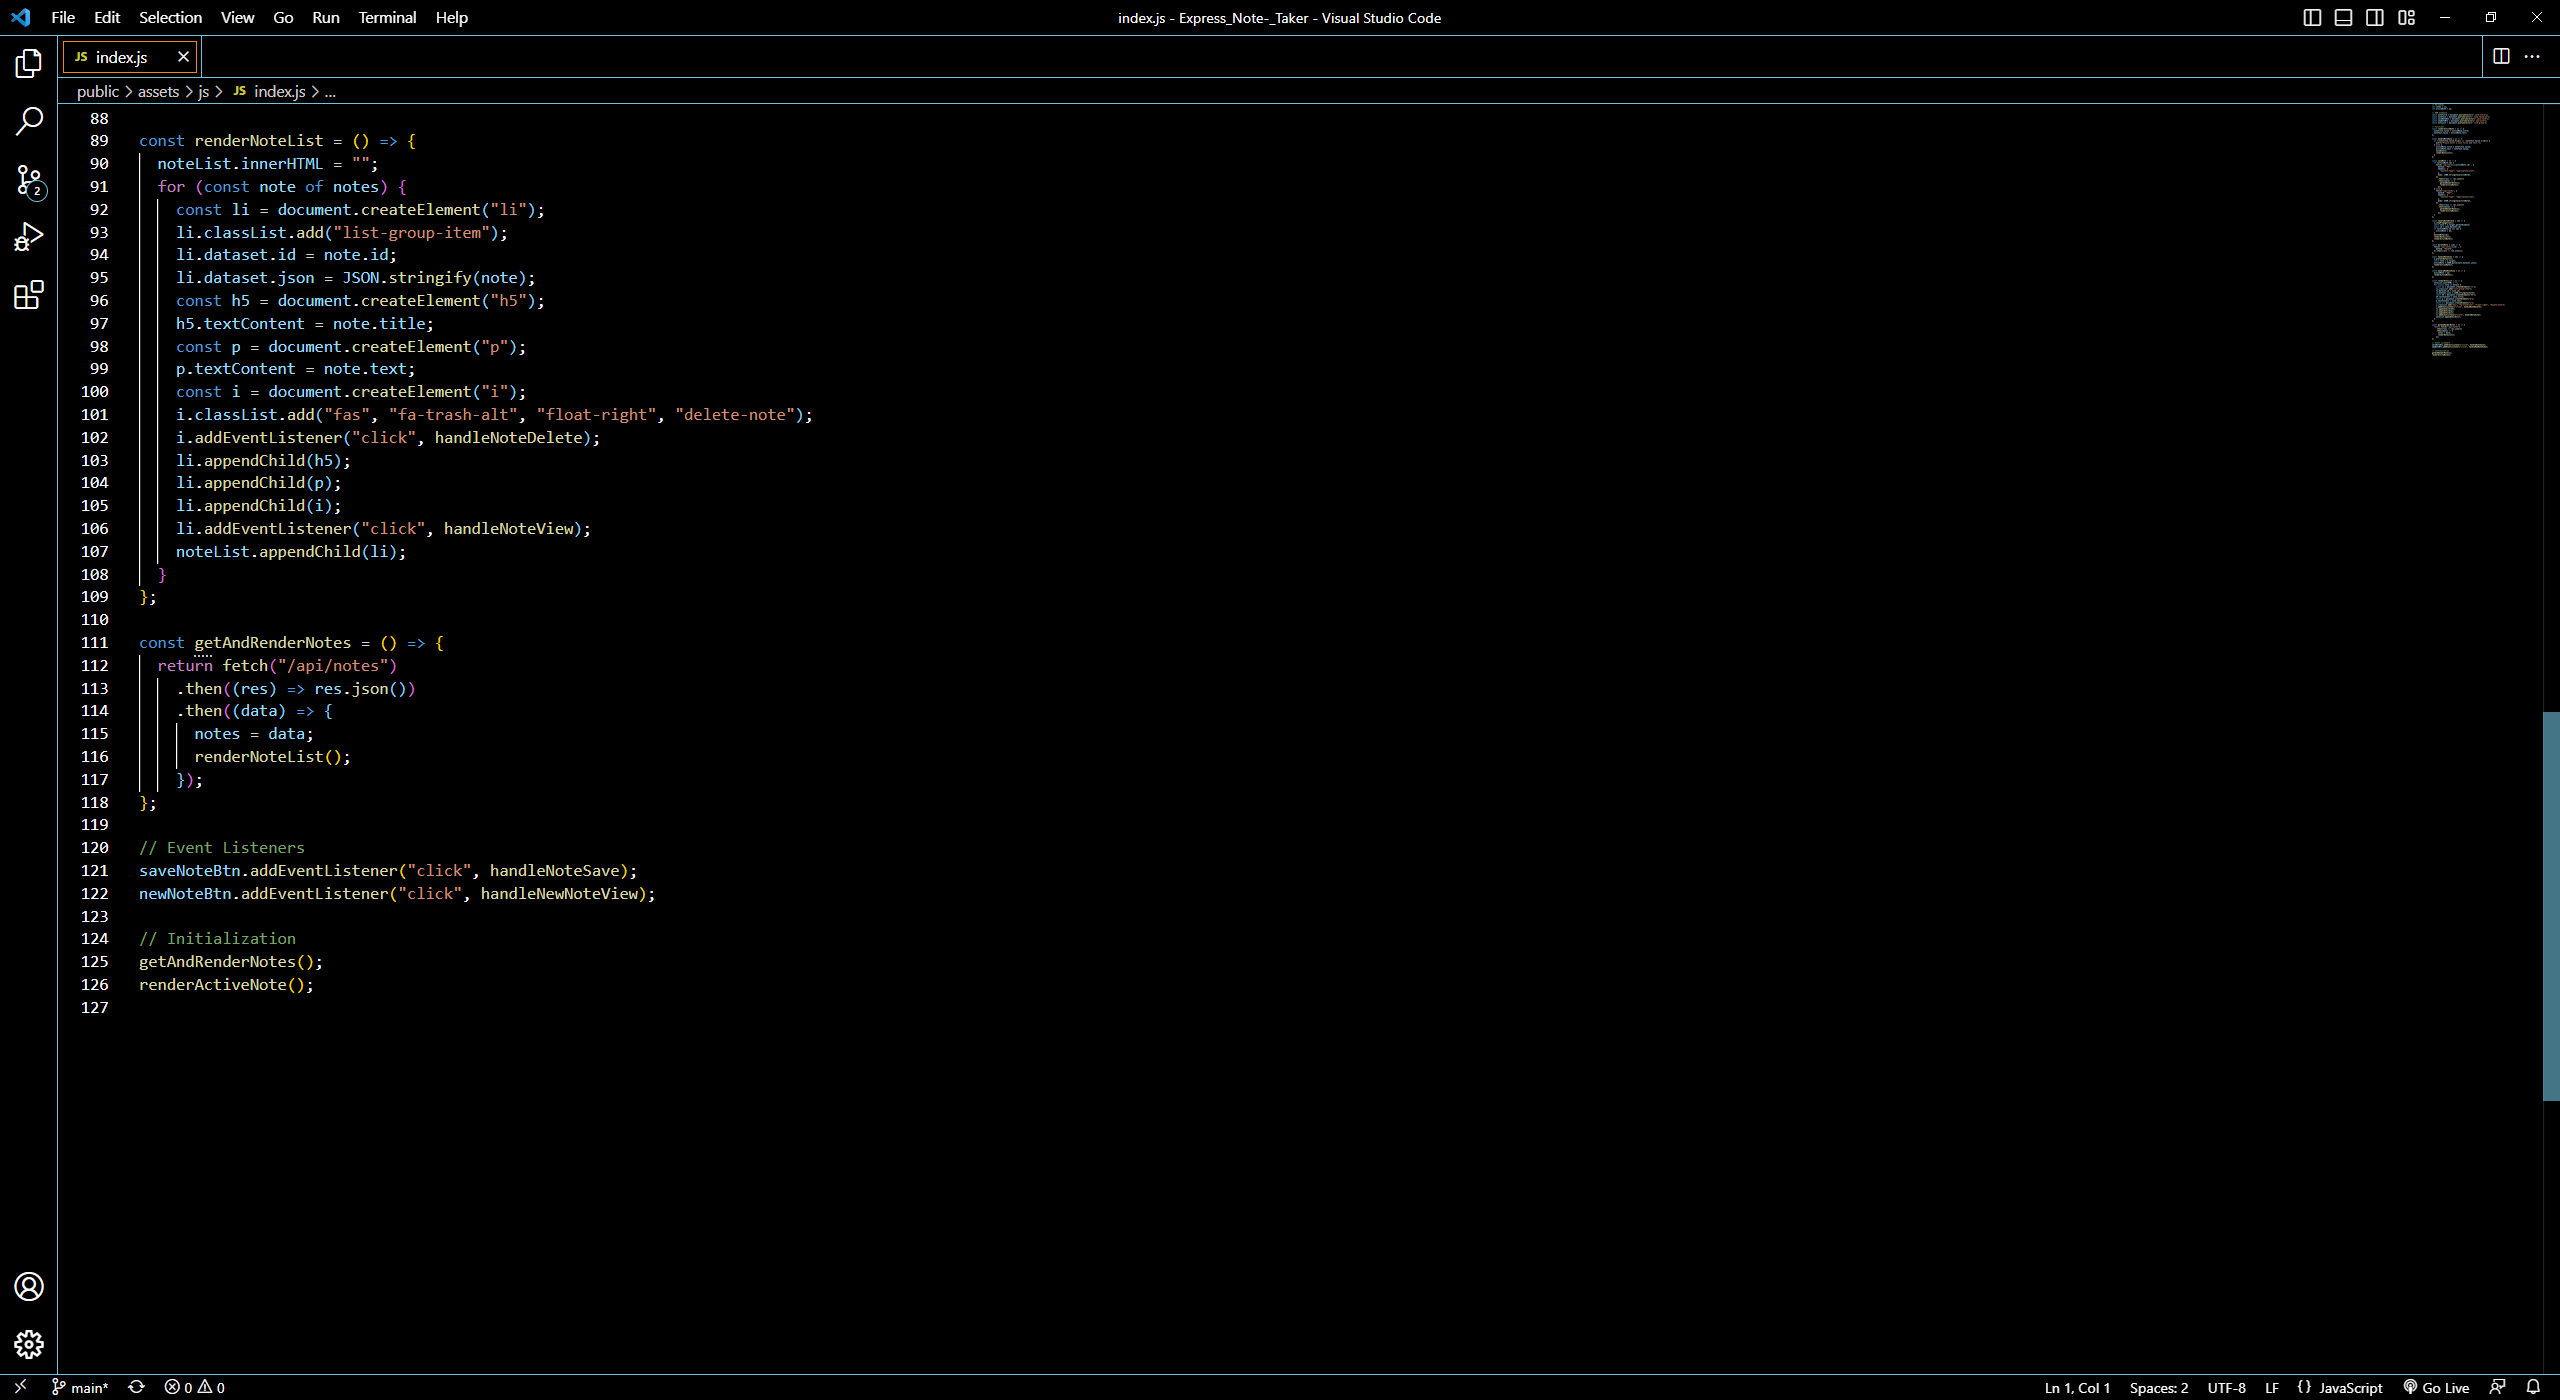 File Edit Selection View Go Run Terminal Help
index.js - Express_Note-_Taker - Visual Studio Code
JS index.js
public > assets > js > JS index.js > ...
88
89 const renderNoteList = () => {
90   noteList.innerHTML = "";
91   for (const note of notes) {
92     const li = document.createElement("li");
93     li.classList.add("list-group-item");
94     li.dataset.id = note.id;
95     li.dataset.json = JSON.stringify(note);
96     const h5 = document.createElement("h5");
97     h5.textContent = note.title;
98     const p = document.createElement("p");
99     p.textContent = note.text;
100     const i = document.createElement("i");
101     i.classList.add("fas", "fa-trash-alt", "float-right", "delete-note");
102     i.addEventListener("click", handleNoteDelete);
103     li.appendChild(h5);
104     li.appendChild(p);
105     li.appendChild(i);
106     li.addEventListener("click", handleNoteView);
107     noteList.appendChild(li);
108   }
109 };
110
111 const getAndRenderNotes = () => {
112   return fetch("/api/notes")
113     .then((res) => res.json())
114     .then((data) => {
115       notes = data;
116       renderNoteList();
117     });
118 };
119
120 // Event Listeners
121 saveNoteBtn.addEventListener("click", handleNoteSave);
122 newNoteBtn.addEventListener("click", handleNewNoteView);
123
124 // Initialization
125 getAndRenderNotes();
126 renderActiveNote();
127
2
main* 0 0 Ln 1, Col 1 Spaces: 2 UTF-8 LF {} JavaScript Go Live